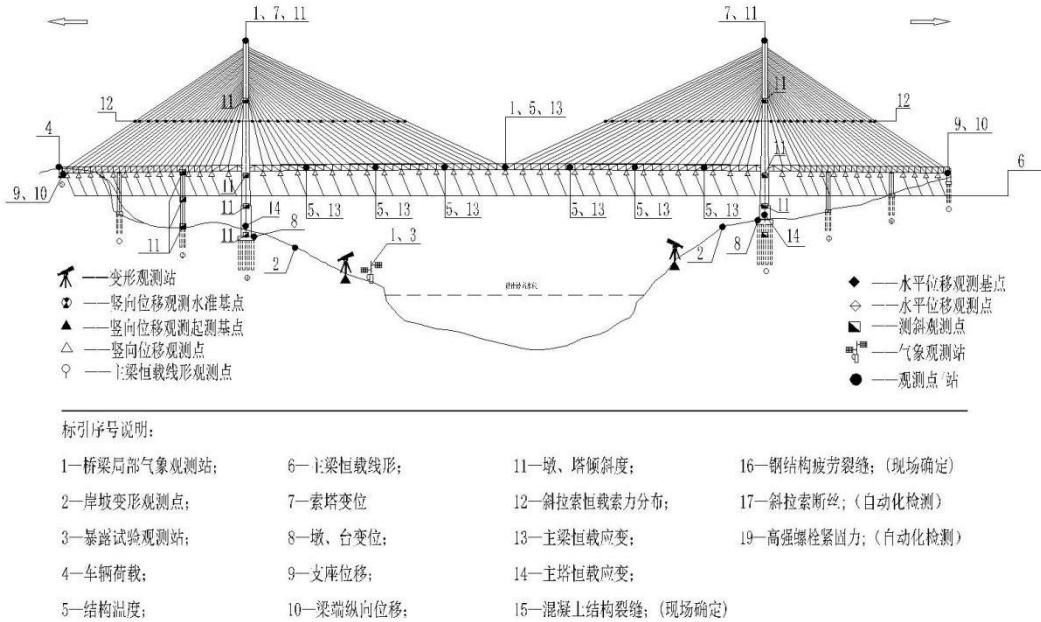 1、7、11
7、11
11
11
12
1、5、13
12
9、10
4
6
11
11
9、10
5、13
5、13
5、13
5、13
5、13
5、13
11
11
14
8
11
11
8
14
2
2
1、3
——变形观测站
——竖向位移观测水准基点
——竖向位移观测起测基点
——竖向位移观测点
——主梁恒载线形观测点
——水平位移观测基点
——水平位移观测点
——测斜观测点
——气象观测站
——观测点/站
标引序号说明：
1—桥梁局部气象观测站； 6—主梁恒载线形； 11—墩、塔倾斜度； 16—钢结构疲劳裂缝；(现场确定)
2—岸坡变形观测点； 7—索塔变位 12—斜拉索恒载索力分布； 17—斜拉索断丝；(自动化检测)
3—暴露试验观测站； 8—墩、台变位； 13—主梁恒载应变； 19—高强螺栓紧固力；(自动化检测)
4—车辆荷载； 9—支座位移； 14—主塔恒载应变；
5—结构温度； 10—梁端纵向位移； 15—混凝土结构裂缝；(现场确定)